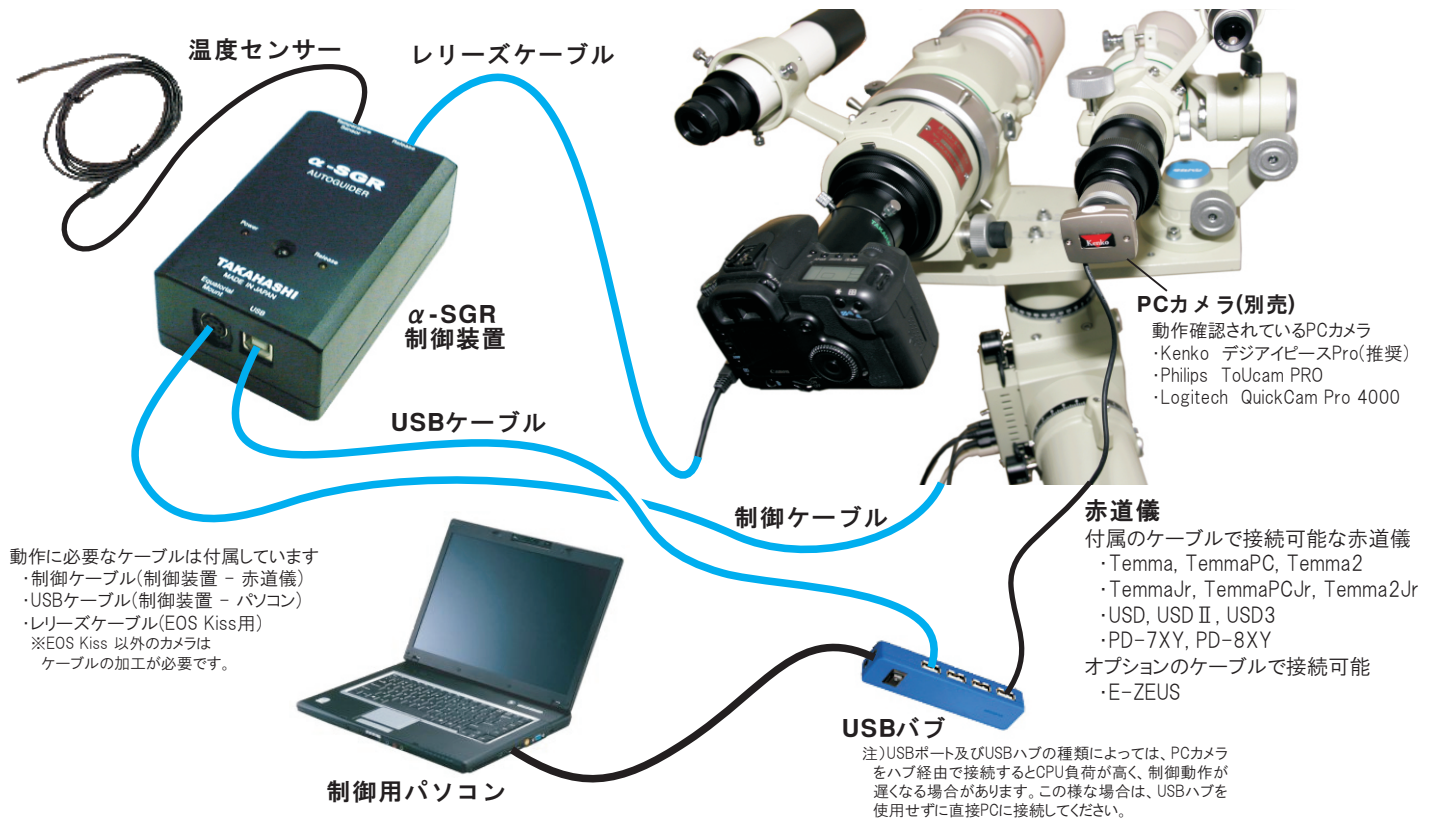 温度センサー
レリーズケーブル
Temperature
Sensor
Release
α-SGR
AUTOGUIDER
Power
Release
TAKAHASHI
MADE IN JAPAN
Equatorial
Mount
USB
α-SGR
制御装置
Kenko
PCカメラ(別売)
動作確認されているPCカメラ
・Kenko デジアイピースPro(推奨)
・Philips ToUcam PRO
・Logitech QuickCam Pro 4000
USBケーブル
制御ケーブル
赤道儀
付属のケーブルで接続可能な赤道儀
・Temma, TemmaPC, Temma2
・TemmaJr, TemmaPCJr, Temma2Jr
・USD, USDⅡ, USD3
・PD-7XY, PD-8XY
オプションのケーブルで接続可能
・E-ZEUS
動作に必要なケーブルは付属しています
・制御ケーブル(制御装置 - 赤道儀)
・USBケーブル(制御装置 - パソコン)
・レリーズケーブル(EOS Kiss用)
※EOS Kiss 以外のカメラは
ケーブルの加工が必要です。
制御用パソコン
USBバブ
注)USBポート及びUSBハブの種類によっては、PCカメラ
をハブ経由で接続するとCPU負荷が高く、制御動作が
遅くなる場合があります。この様な場合は、USBハブを
使用せずに直接PCに接続してください。